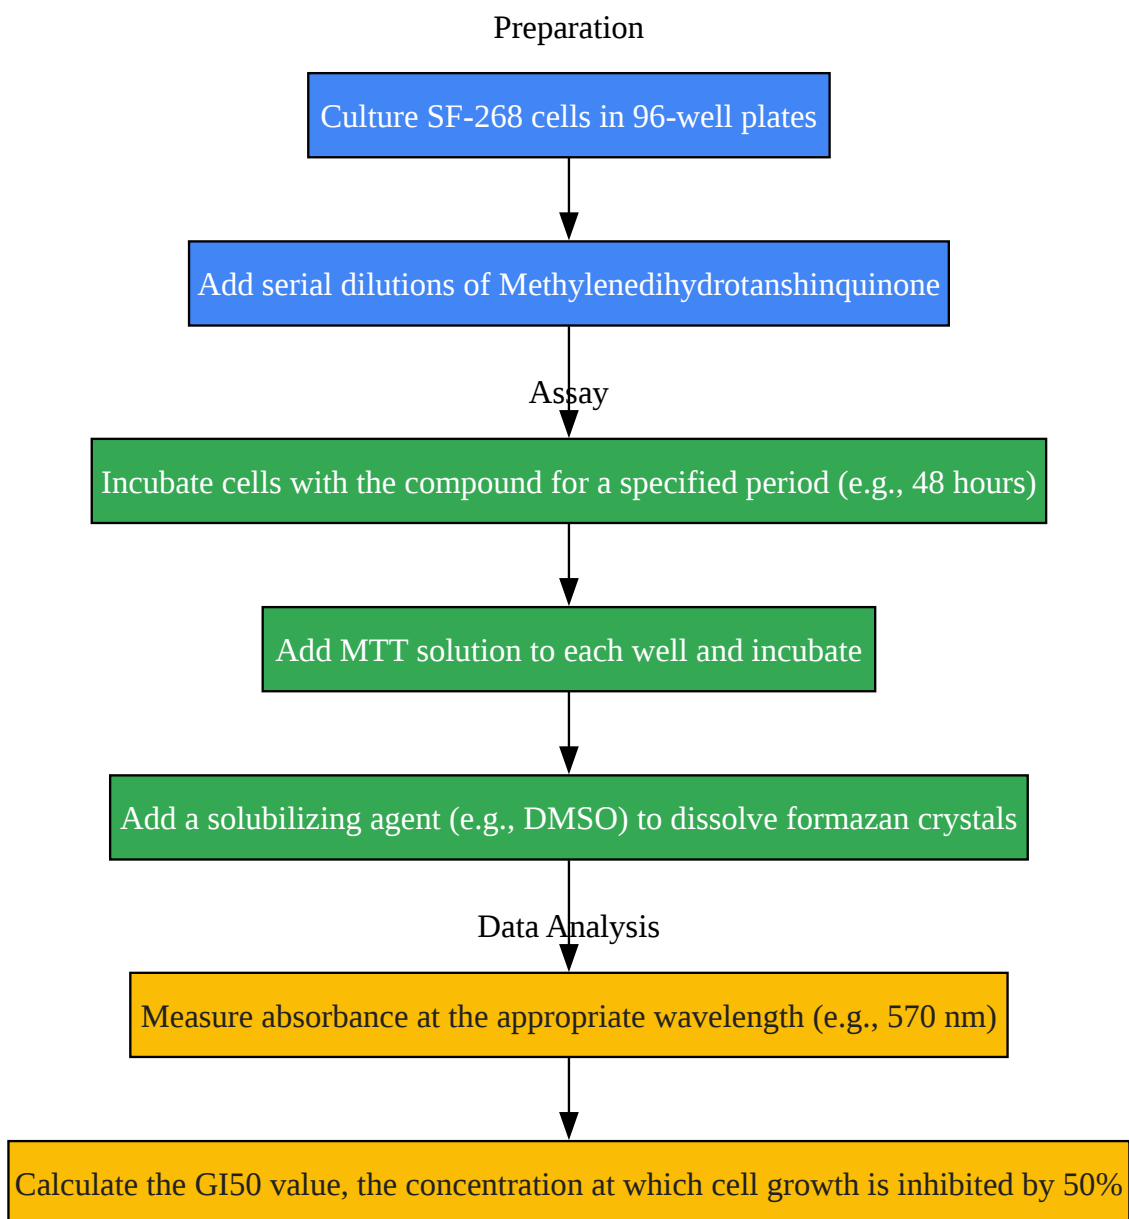 Preparation
Culture SF-268 cells in 96-well plates
Add serial dilutions of Methylenedihydrotanshinquinone
Assay
Incubate cells with the compound for a specified period (e.g., 48 hours)
Add MTT solution to each well and incubate
Add a solubilizing agent (e.g., DMSO) to dissolve formazan crystals
Data Analysis
Measure absorbance at the appropriate wavelength (e.g., 570 nm)
Calculate the GI50 value, the concentration at which cell growth is inhibited by 50%